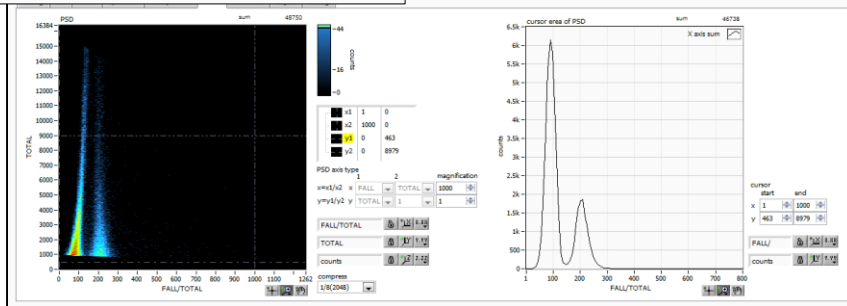 PSD
sum 48750
16384
15000
14000
13000
12000
11000
10000
9000
8000
7000
6000
5000
4000
3000
2000
1000
0
TOTAL
0 100 200 300 400 500 600 700 800 900 1000 1100 1262
FALL/TOTAL
44
16
0
counts
x1 1 0
x2 1000 0
y1 0 463
y2 0 8979
PSD axis type
1 2 magnification
x=x1/x2 x FALL TOTAL 1000
y=y1/y2 y TOTAL 1 1
FALL/TOTAL
TOTAL
counts
compress
1/8(2048)
cursor area of PSD
sum 46738
X axis sum
6.5k
6k
5.5k
5k
4.5k
4k
3.5k
3k
2.5k
2k
1.5k
1k
500
0
counts
1 100 200 300 400 500 600 700 800
FALL/TOTAL
cursor
start end
x 1 1000
y 463 8979
FALL/
counts